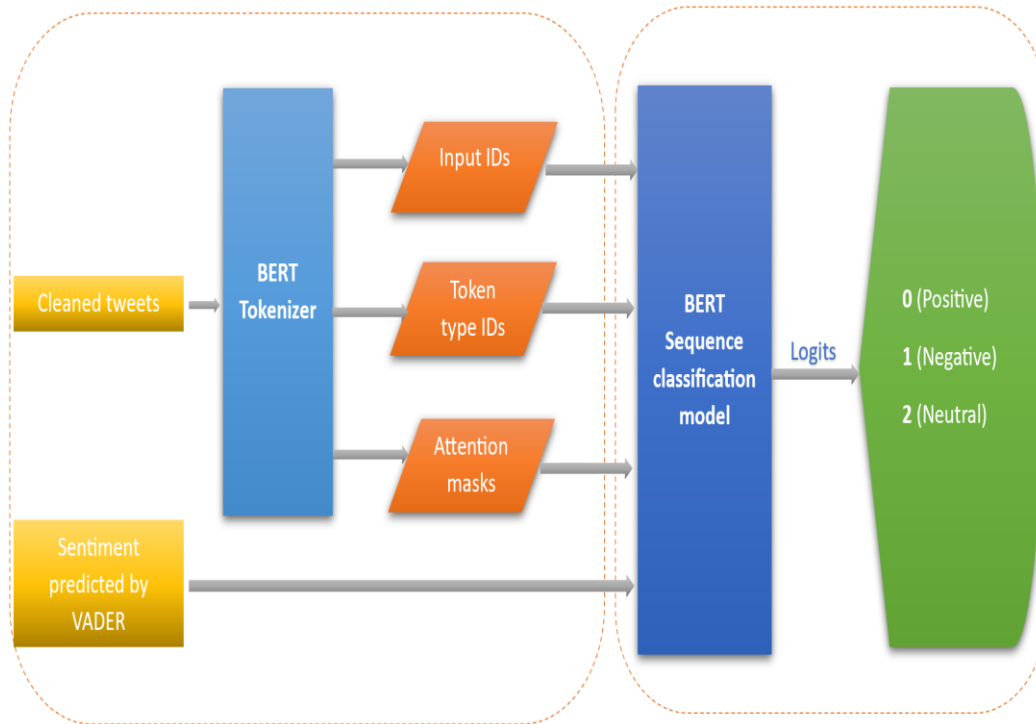 Cleaned tweets
Sentiment
predicted by
VADER
BERT
Tokenizer
Input IDs
Token
type IDs
Attention
masks
BERT
Sequence
classification
model
Logits
0 (Positive)
1 (Negative)
2 (Neutral)